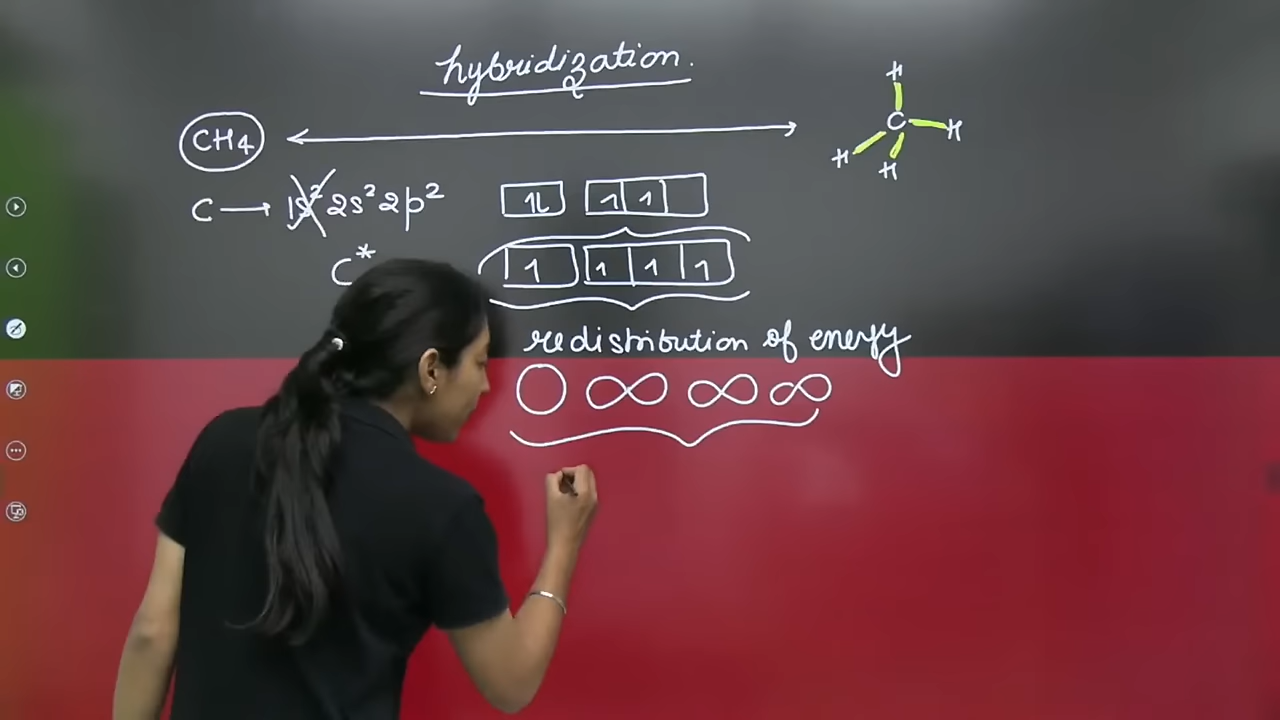 hybridization.
CH₄
H
C
H
H
H
C → 1s² 2s² 2p²
1l 1 1
C*
1 1 1 1
redistribution of energy